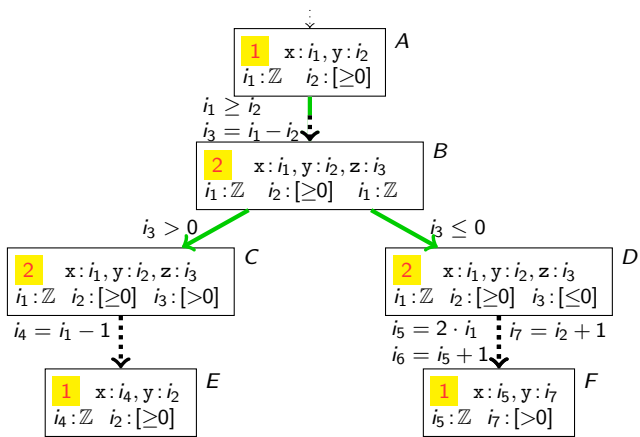 A
1 x:i₁, y:i₂
i₁:ℤ i₂:[≥0]
i₁ ≥ i₂
i₃ = i₁ − i₂
B
2 x:i₁, y:i₂, z:i₃
i₁:ℤ i₂:[≥0] i₁:ℤ
i₃ > 0 i₃ ≤ 0
C
2 x:i₁, y:i₂, z:i₃
i₁:ℤ i₂:[≥0] i₃:[>0]
D
2 x:i₁, y:i₂, z:i₃
i₁:ℤ i₂:[≥0] i₃:[≤0]
i₄ = i₁ − 1
i₅ = 2 · i₁ i₇ = i₂ + 1
i₆ = i₅ + 1
E
1 x:i₄, y:i₂
i₄:ℤ i₂:[≥0]
F
1 x:i₅, y:i₇
i₅:ℤ i₇:[>0]